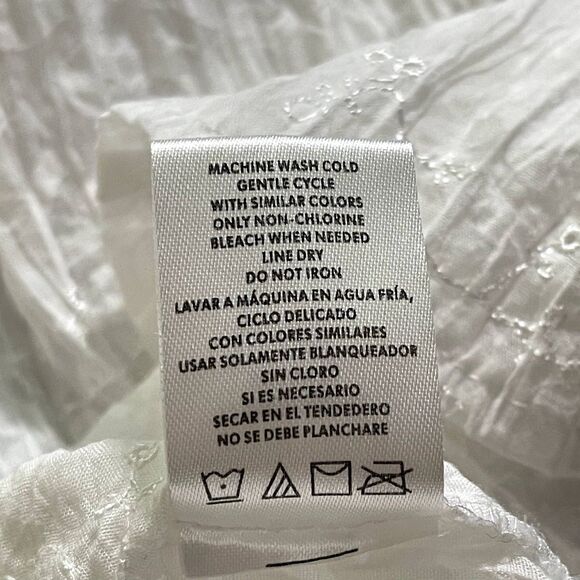 MACHINE WASH COLD
GENTLE CYCLE
WITH SIMILAR COLORS
ONLY NON-CHLORINE
BLEACH WHEN NEEDED
LINE DRY
DO NOT IRON
LAVAR A MÁQUINA EN AGUA FRÍA,
CICLO DELICADO
CON COLORES SIMILARES
USAR SOLAMENTE BLANQUEADOR
SIN CLORO
SI ES NECESARIO
SECAR EN EL TENDEDERO
NO SE DEBE PLANCHARE